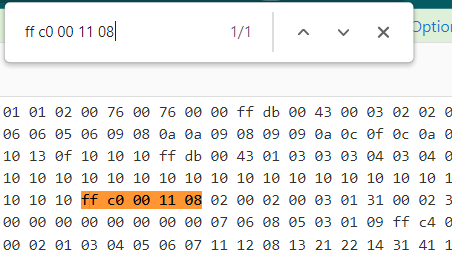 ff c0 00 11 08
1/1
Option
01 01 02 00 76 00 76 00 00 ff db 00 43 00 03 02 02 0
06 06 05 06 09 08 0a 0a 09 08 09 09 0a 0c 0f 0c 0a 0
10 13 0f 10 10 10 ff db 00 43 01 03 03 03 04 03 04 0
10 10 10 10 10 10 10 10 10 10 10 10 10 10 10 10 10 1
10 10 10 ff c0 00 11 08 02 00 02 00 03 01 31 00 02 3
00 00 00 00 00 00 00 00 07 06 08 05 03 01 09 ff c4 0
00 02 01 03 04 05 06 07 11 12 08 13 21 22 14 31 41 1